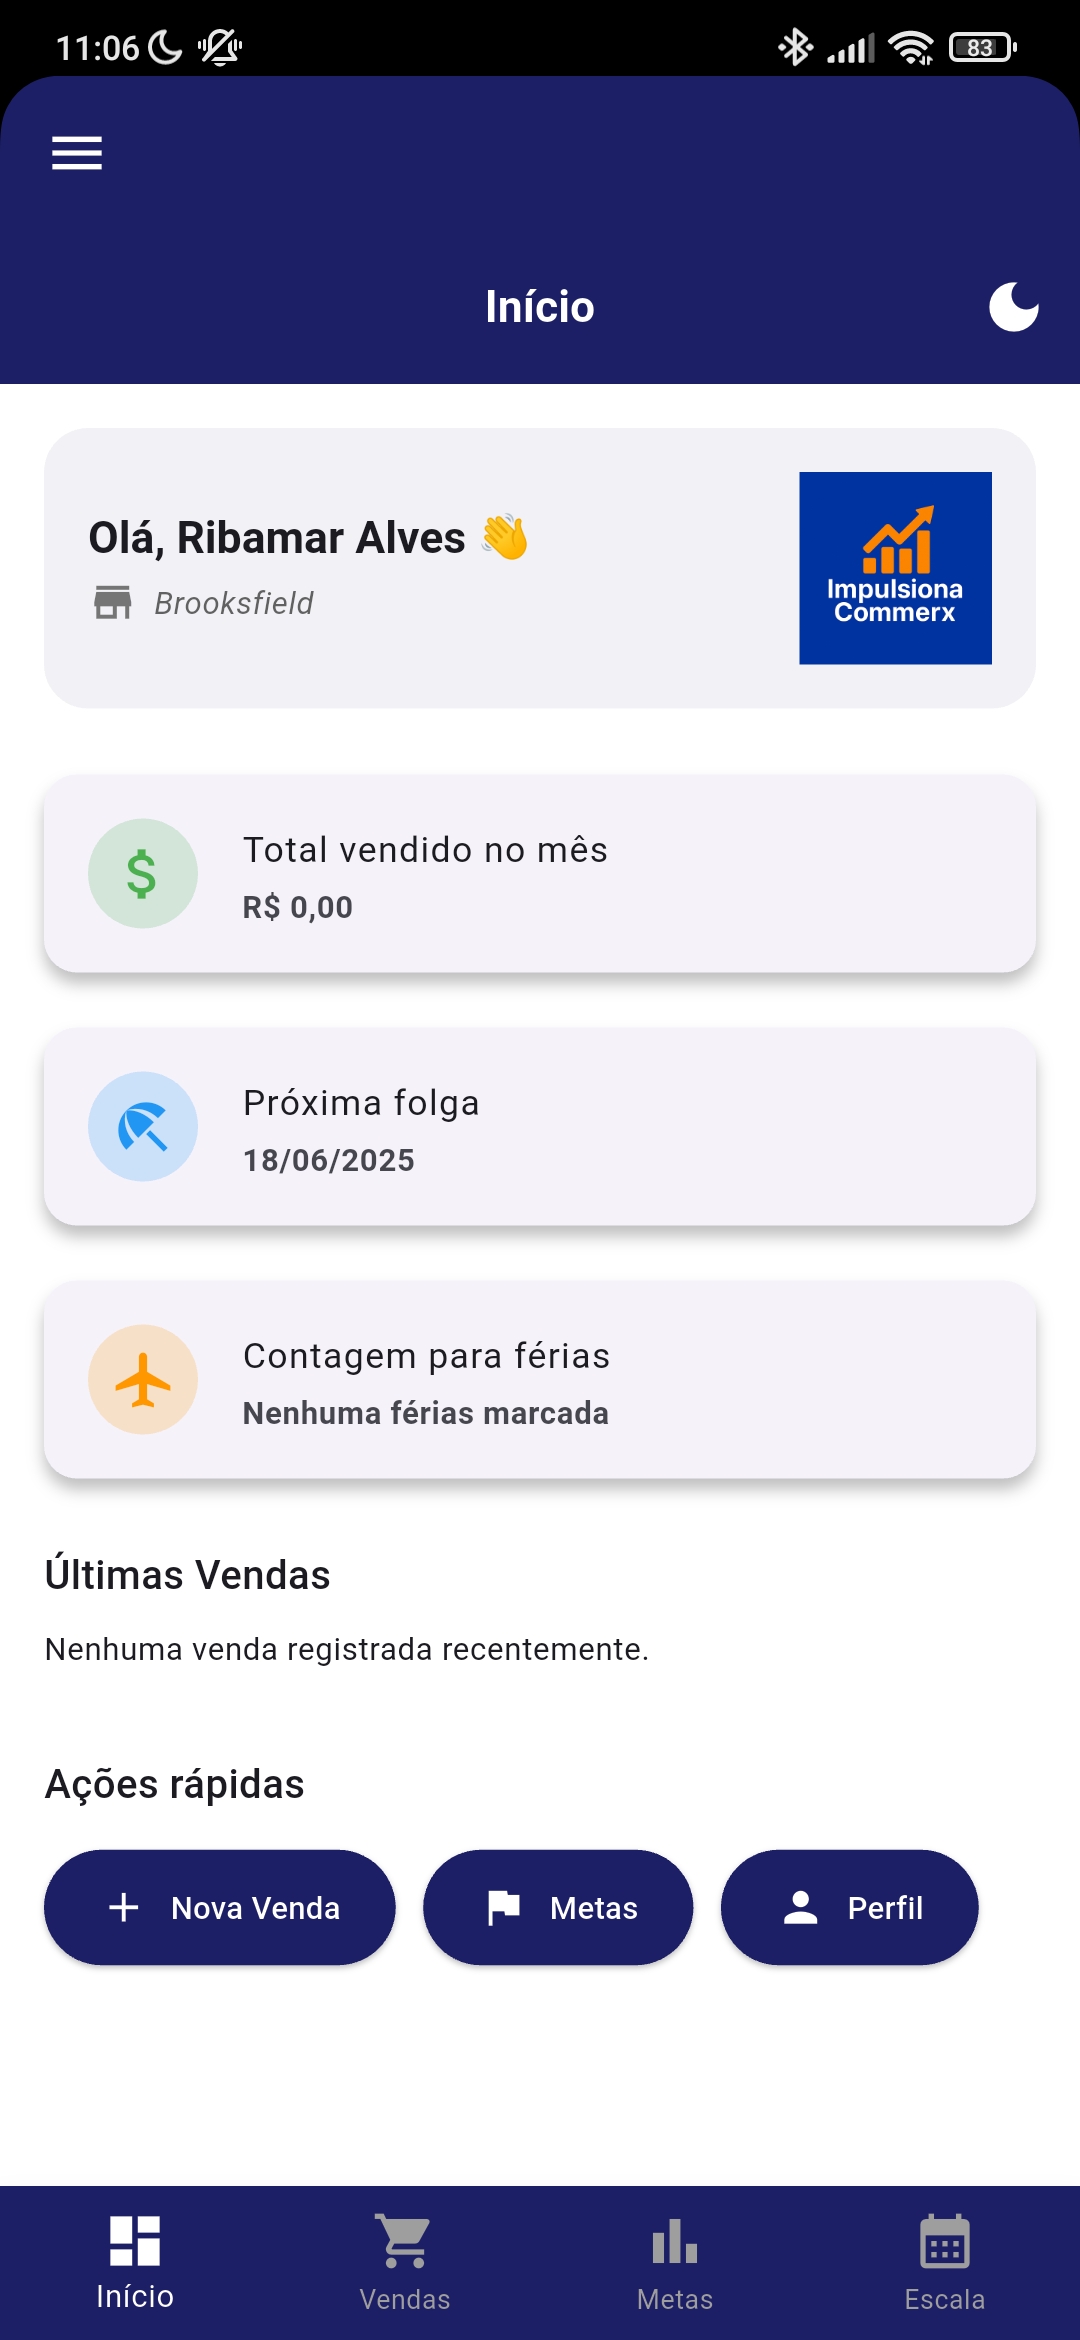 11:06
83
Início
Olá, Ribamar Alves 👋
Brooksfield
Impulsiona
Commerx
Total vendido no mês
R$ 0,00
Próxima folga
18/06/2025
Contagem para férias
Nenhuma férias marcada
Últimas Vendas
Nenhuma venda registrada recentemente.
Ações rápidas
Nova Venda
Metas
Perfil
Início
Vendas
Metas
Escala